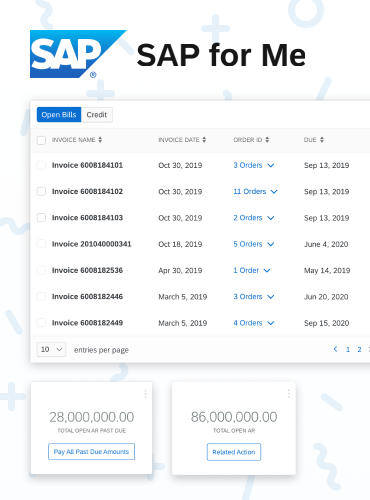 SAP ® SAP for Me
Open Bills Credit
INVOICE NAME INVOICE DATE ORDER ID DUE
Invoice 6008184101 Oct 30, 2019 3 Orders Sep 13, 2019
Invoice 6008184102 Oct 30, 2019 11 Orders Sep 13, 2019
Invoice 6008184103 Oct 30, 2019 2 Orders Sep 13, 2019
Invoice 201040000341 Oct 18, 2019 5 Orders June 4, 2020
Invoice 6008182536 Apr 30, 2019 1 Order May 14, 2019
Invoice 6008182446 March 5, 2019 3 Orders Jun 20, 2020
Invoice 6008182449 March 5, 2019 4 Orders Sep 15, 2020
10 entries per page 1 2
28,000,000.00 86,000,000.00
TOTAL OPEN AR PAST DUE TOTAL OPEN AR
Pay All Past Due Amounts Related Action